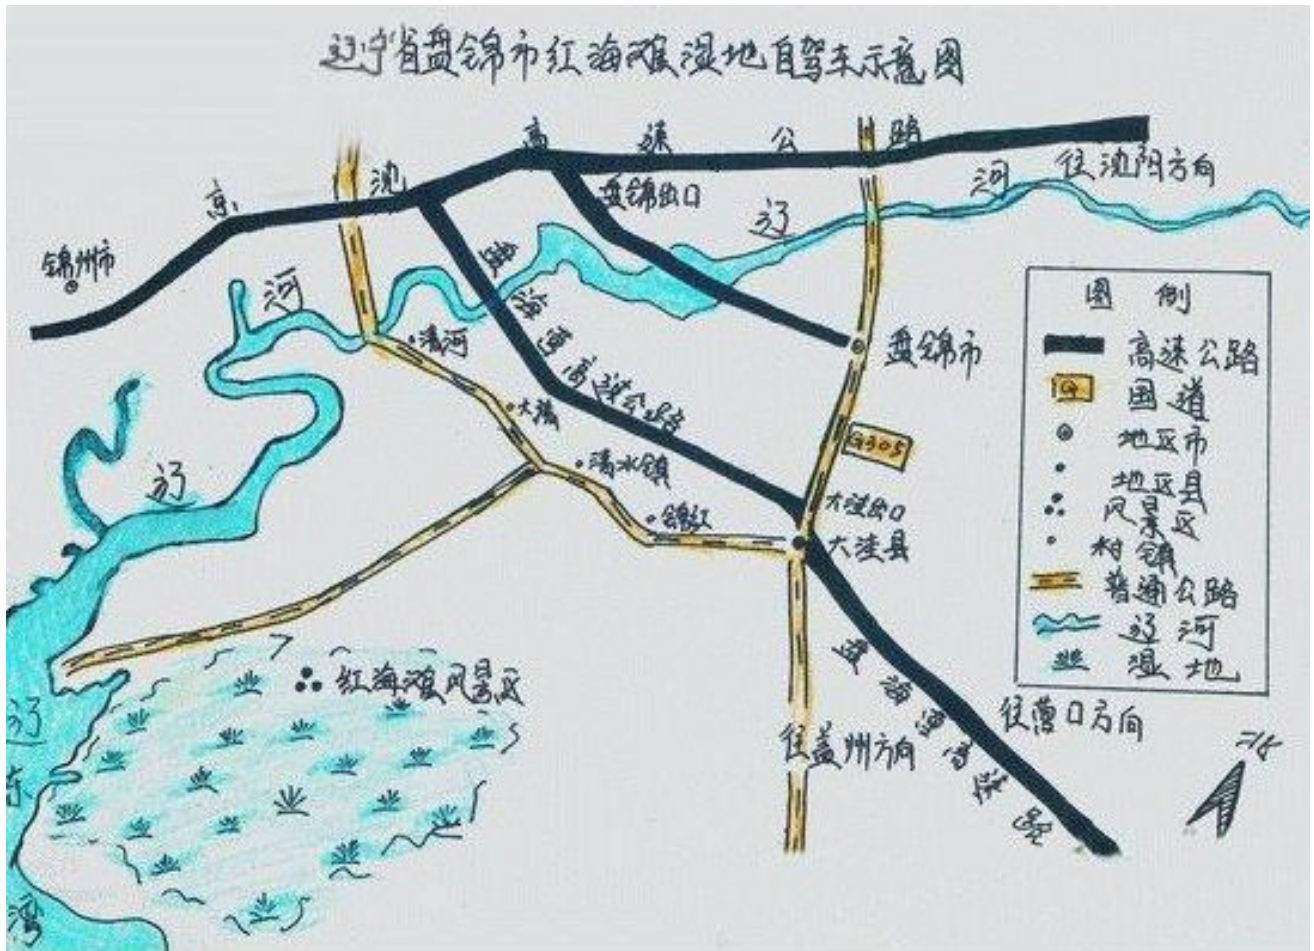 辽宁省盘锦市红海滩湿地自驾车示意图
京沈高速公路
往沈阳方向
盘锦出口
辽河
锦州市
河
盘海营高速公路
清河
盘锦市
大洼出口
大洼县
G305
清水镇
锦红
辽
红海滩风景区
往盖州方向
盘海营高速路
往营口方向
北
辽东湾
图例
高速公路
G 国道
地区市
地区县
风景区
村镇
普通公路
辽河
湿地